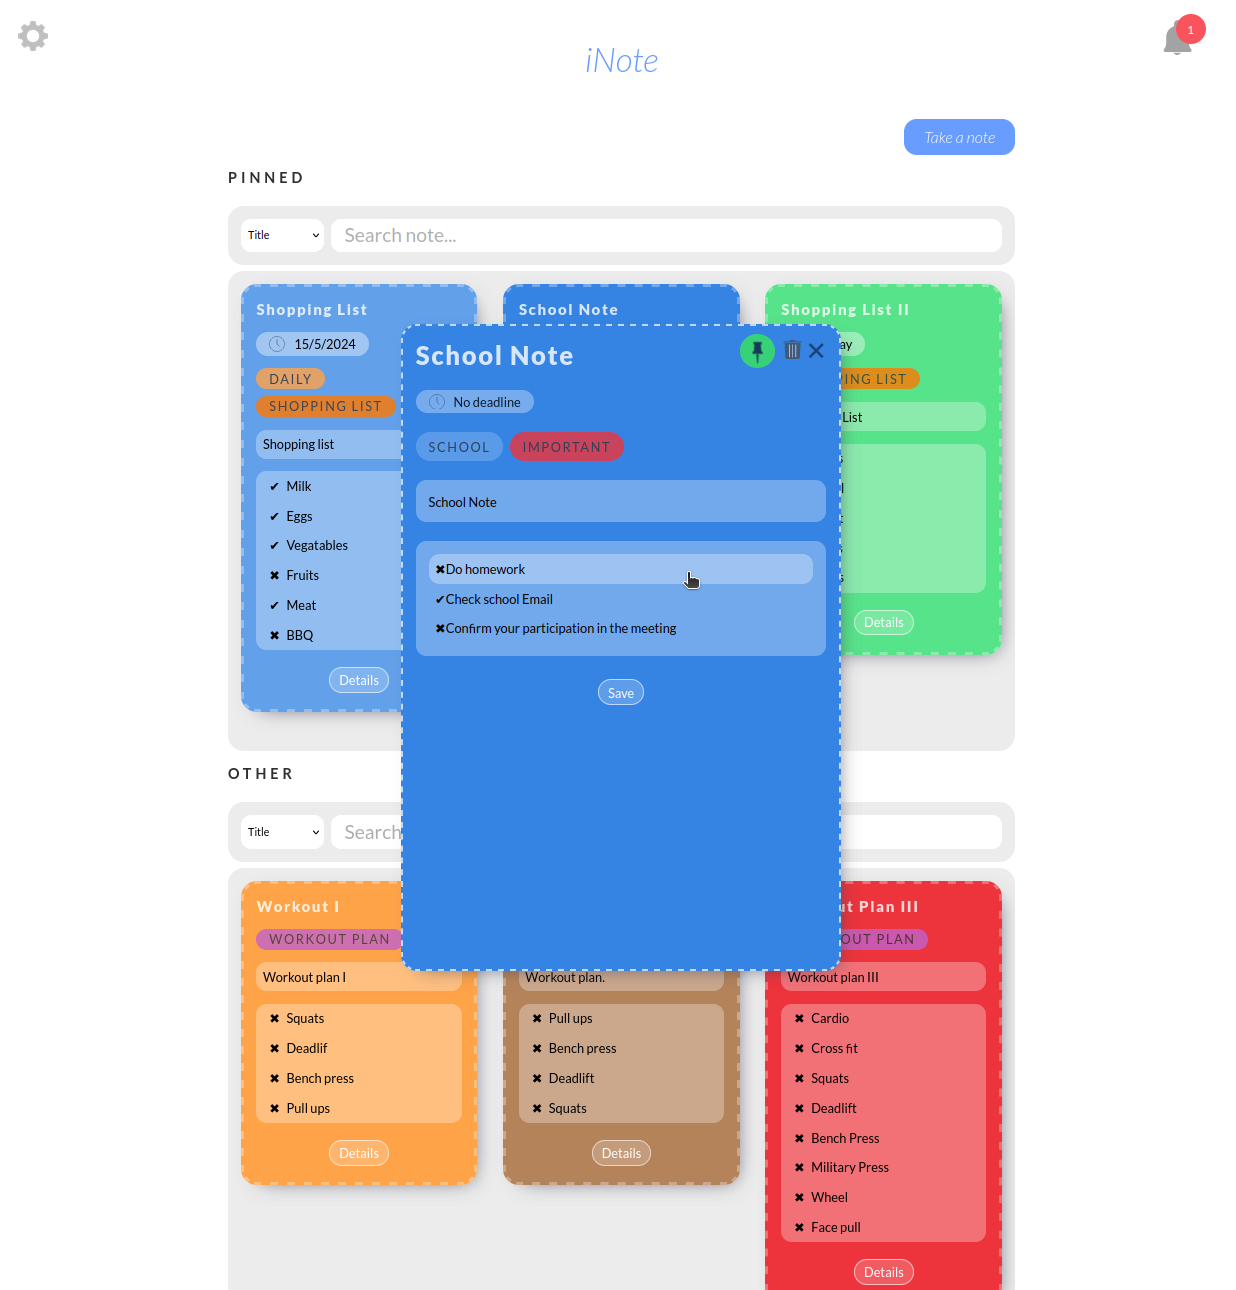 iNote
1
Take a note
PINNED
Title
Search note...
Shopping List
15/5/2024
DAILY
SHOPPING LIST
Shopping list
✔ Milk
✔ Eggs
✔ Vegatables
✖ Fruits
✔ Meat
✖ BBQ
Details
School Note
Shopping List II
ING LIST
List
Details
School Note
No deadline
SCHOOL
IMPORTANT
School Note
✖Do homework
✔Check school Email
✖Confirm your participation in the meeting
Save
OTHER
Title
Search
Workout I
WORKOUT PLAN
Workout plan I
✖ Squats
✖ Deadlif
✖ Bench press
✖ Pull ups
Details
Workout plan.
✖ Pull ups
✖ Bench press
✖ Deadlift
✖ Squats
Details
ut Plan III
OUT PLAN
Workout plan III
✖ Cardio
✖ Cross fit
✖ Squats
✖ Deadlift
✖ Bench Press
✖ Military Press
✖ Wheel
✖ Face pull
Details